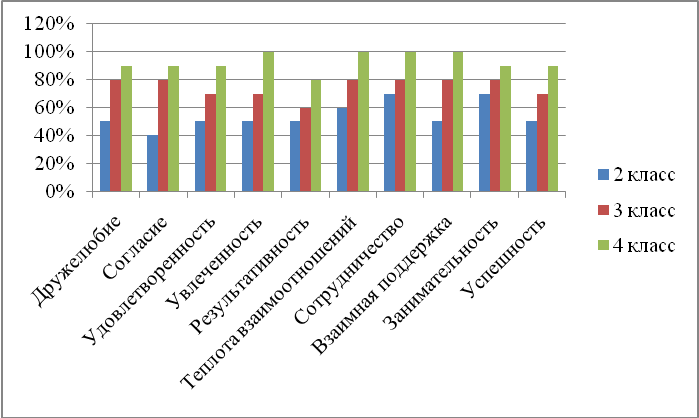 120%
100%
80%
60%
40%
20%
0%
Дружелюбие
Согласие
Удовлетворенность
Увлеченность
Результативность
Теплота взаимоотношений
Сотрудничество
Взаимная поддержка
Занимательность
Успешность
2 класс
3 класс
4 класс